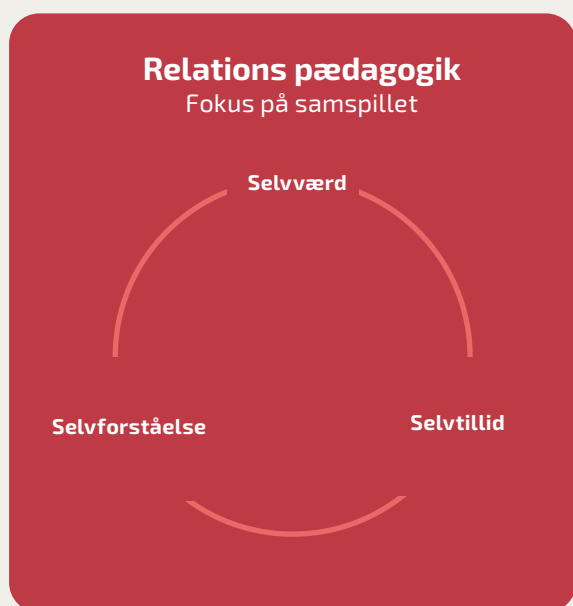 Relations pædagogik
Fokus på samspillet
Selvværd
Selvforståelse
Selvtillid